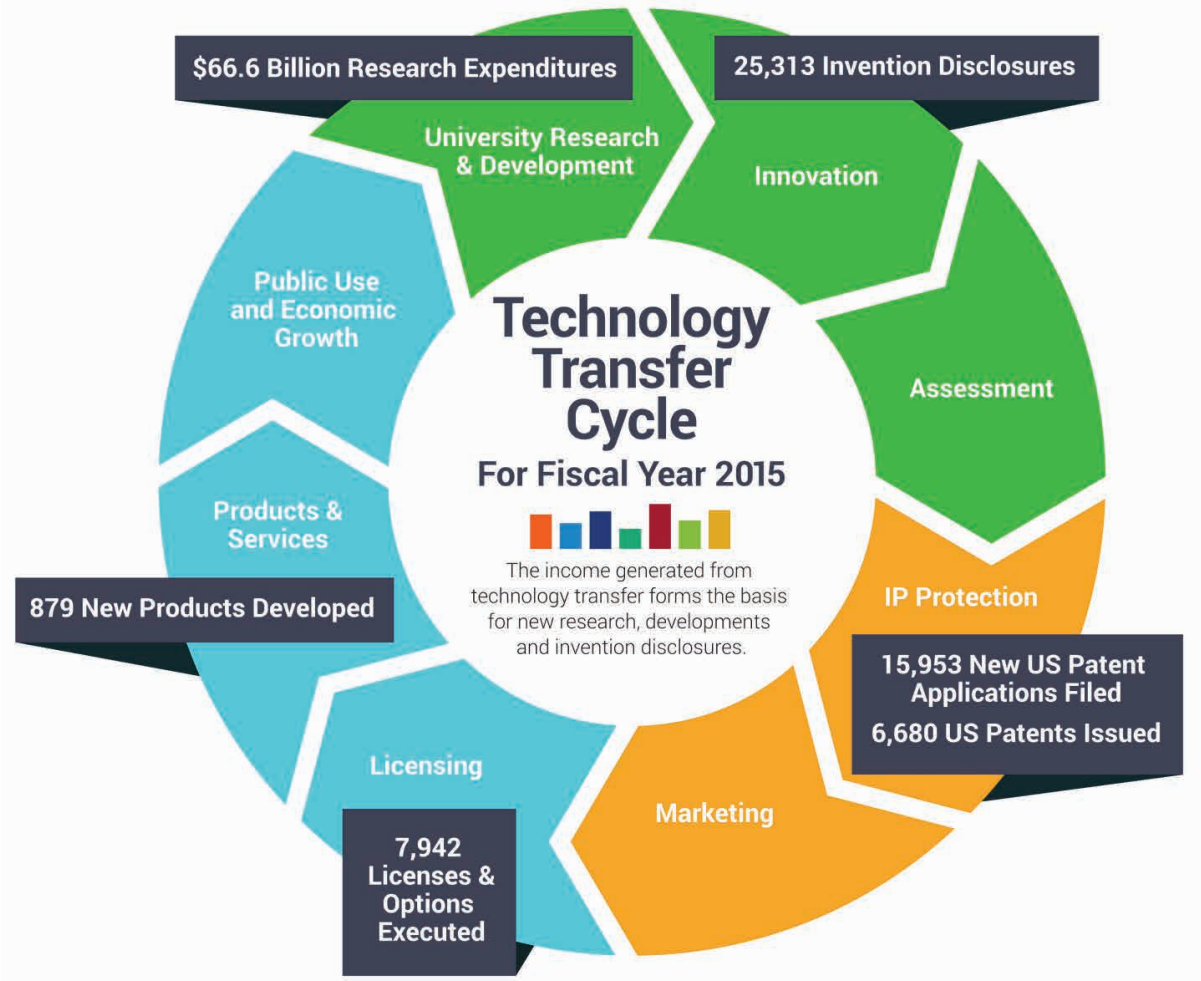 $66.6 Billion Research Expenditures
25,313 Invention Disclosures
University Research
& Development
Innovation
Assessment
IP Protection
15,953 New US Patent
Applications Filed
6,680 US Patents Issued
Marketing
Licensing
7,942
Licenses &
Options
Executed
Products &
Services
879 New Products Developed
Public Use
and Economic
Growth
Technology
Transfer
Cycle
For Fiscal Year 2015
The income generated from
technology transfer forms the basis
for new research, developments
and invention disclosures.